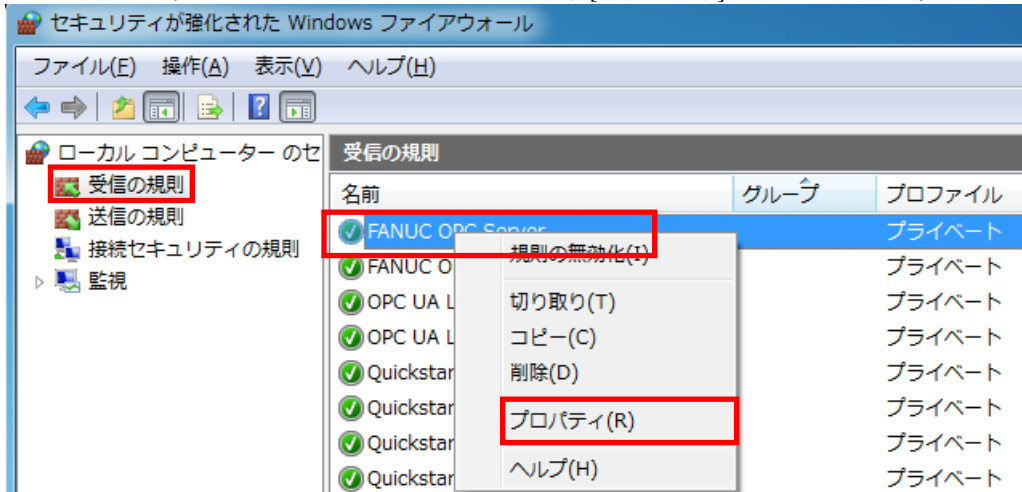 セキュリティが強化された Windows ファイアウォール
ファイル(F) 操作(A) 表示(V) ヘルプ(H)
ローカル コンピューター のセ
受信の規則
送信の規則
接続セキュリティの規則
監視
受信の規則
名前 グループ プロファイル
FANUC OPC Server プライベート
FANUC O プライベート
OPC UA L プライベート
OPC UA L プライベート
Quickstar プライベート
Quickstar プライベート
Quickstar プライベート
Quickstar プライベート
規則の無効化(I)
切り取り(T)
コピー(C)
削除(D)
プロパティ(R)
ヘルプ(H)